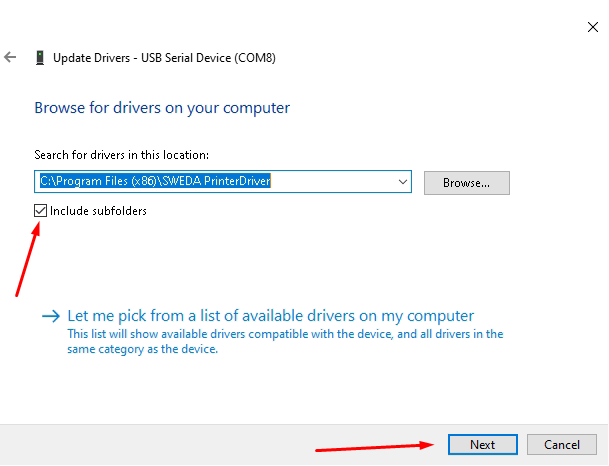 Update Drivers - USB Serial Device (COM8)
Browse for drivers on your computer
Search for drivers in this location:
C:\Program Files (x86)\SWEDA PrinterDriver
Browse...
Include subfolders
Let me pick from a list of available drivers on my computer
This list will show available drivers compatible with the device, and all drivers in the
same category as the device.
Next
Cancel